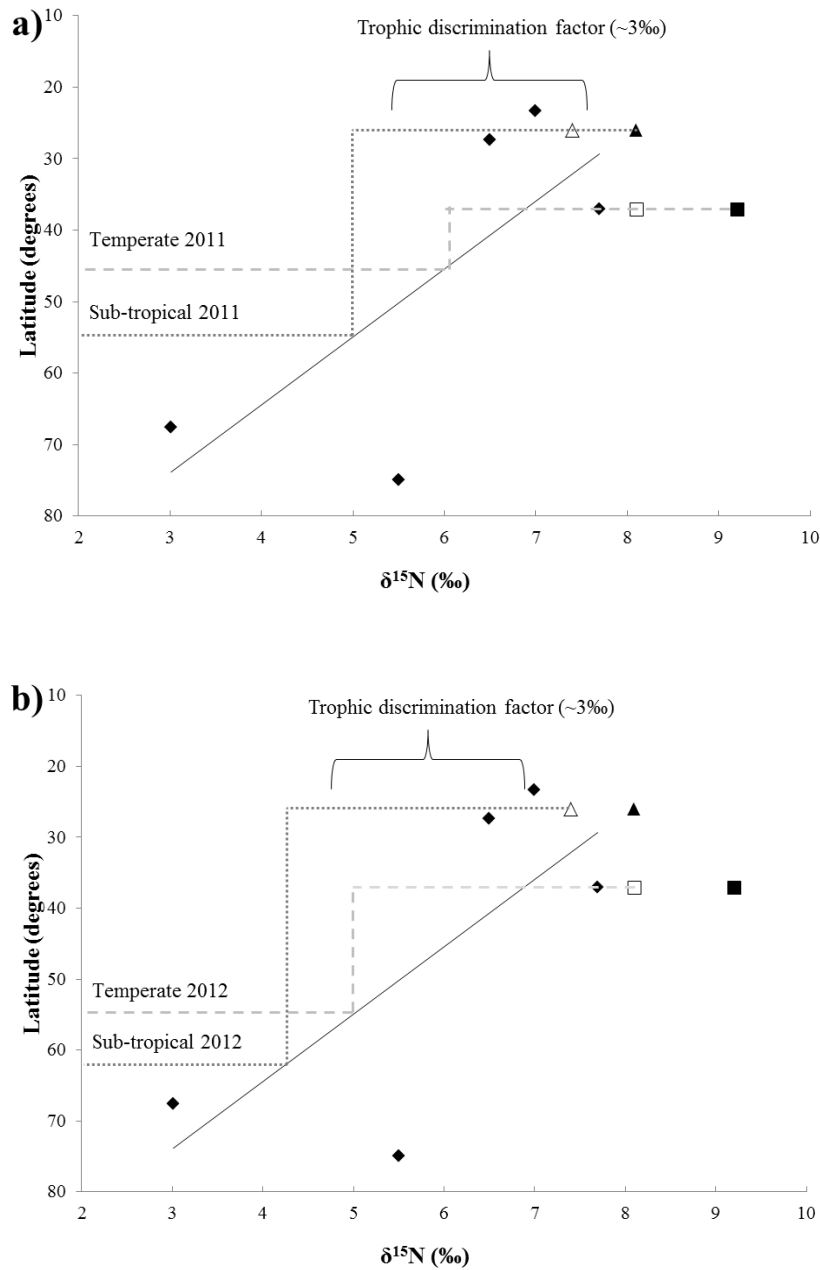 a)
Trophic discrimination factor (~3‰)
10
20
30
40
50
60
70
80
Latitude (degrees)
Temperate 2011
Sub-tropical 2011
2 3 4 5 6 7 8 9 10
δ¹⁵N (‰)
b)
Trophic discrimination factor (~3‰)
10
20
30
40
50
60
70
80
Latitude (degrees)
Temperate 2012
Sub-tropical 2012
2 3 4 5 6 7 8 9 10
δ¹⁵N (‰)